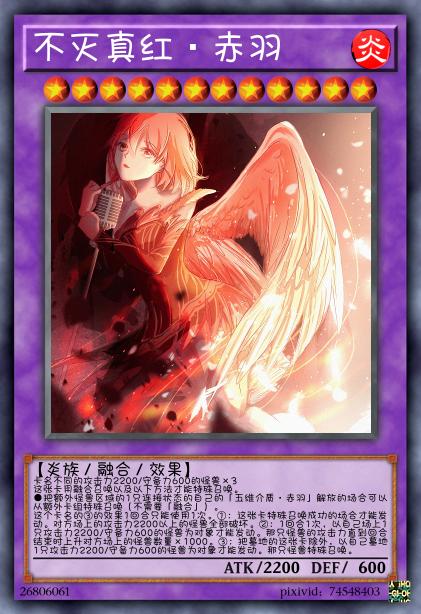 不灭真红·赤羽
炎
【炎族／融合／效果】
卡名不同的攻击力2200/守备力600的怪兽×3
这张卡用融合召唤以及以下方法才能特殊召唤。
●把额外怪兽区域的1只连接状态的自己的「五维介质·赤羽」解放的场合可以
从额外卡组特殊召唤（不需要「融合」）。
这个卡名的③的效果1回合只能使用1次。①：这张卡特殊召唤成功的场合才能发
动。对方场上的攻击力2200以上的怪兽全部破坏。②：1回合1次，以自己场上1
只攻击力2200/守备力600的怪兽为对象才能发动。那只怪兽的攻击力直到回合
结束时上升对方场上的怪兽数量×1000。③：把墓地的这张卡除外，以自己墓地
1只攻击力2200/守备力600的怪兽为对象才能发动。那只怪兽特殊召唤。
ATK/2200 DEF/ 600
26806061
pixivid：74548403